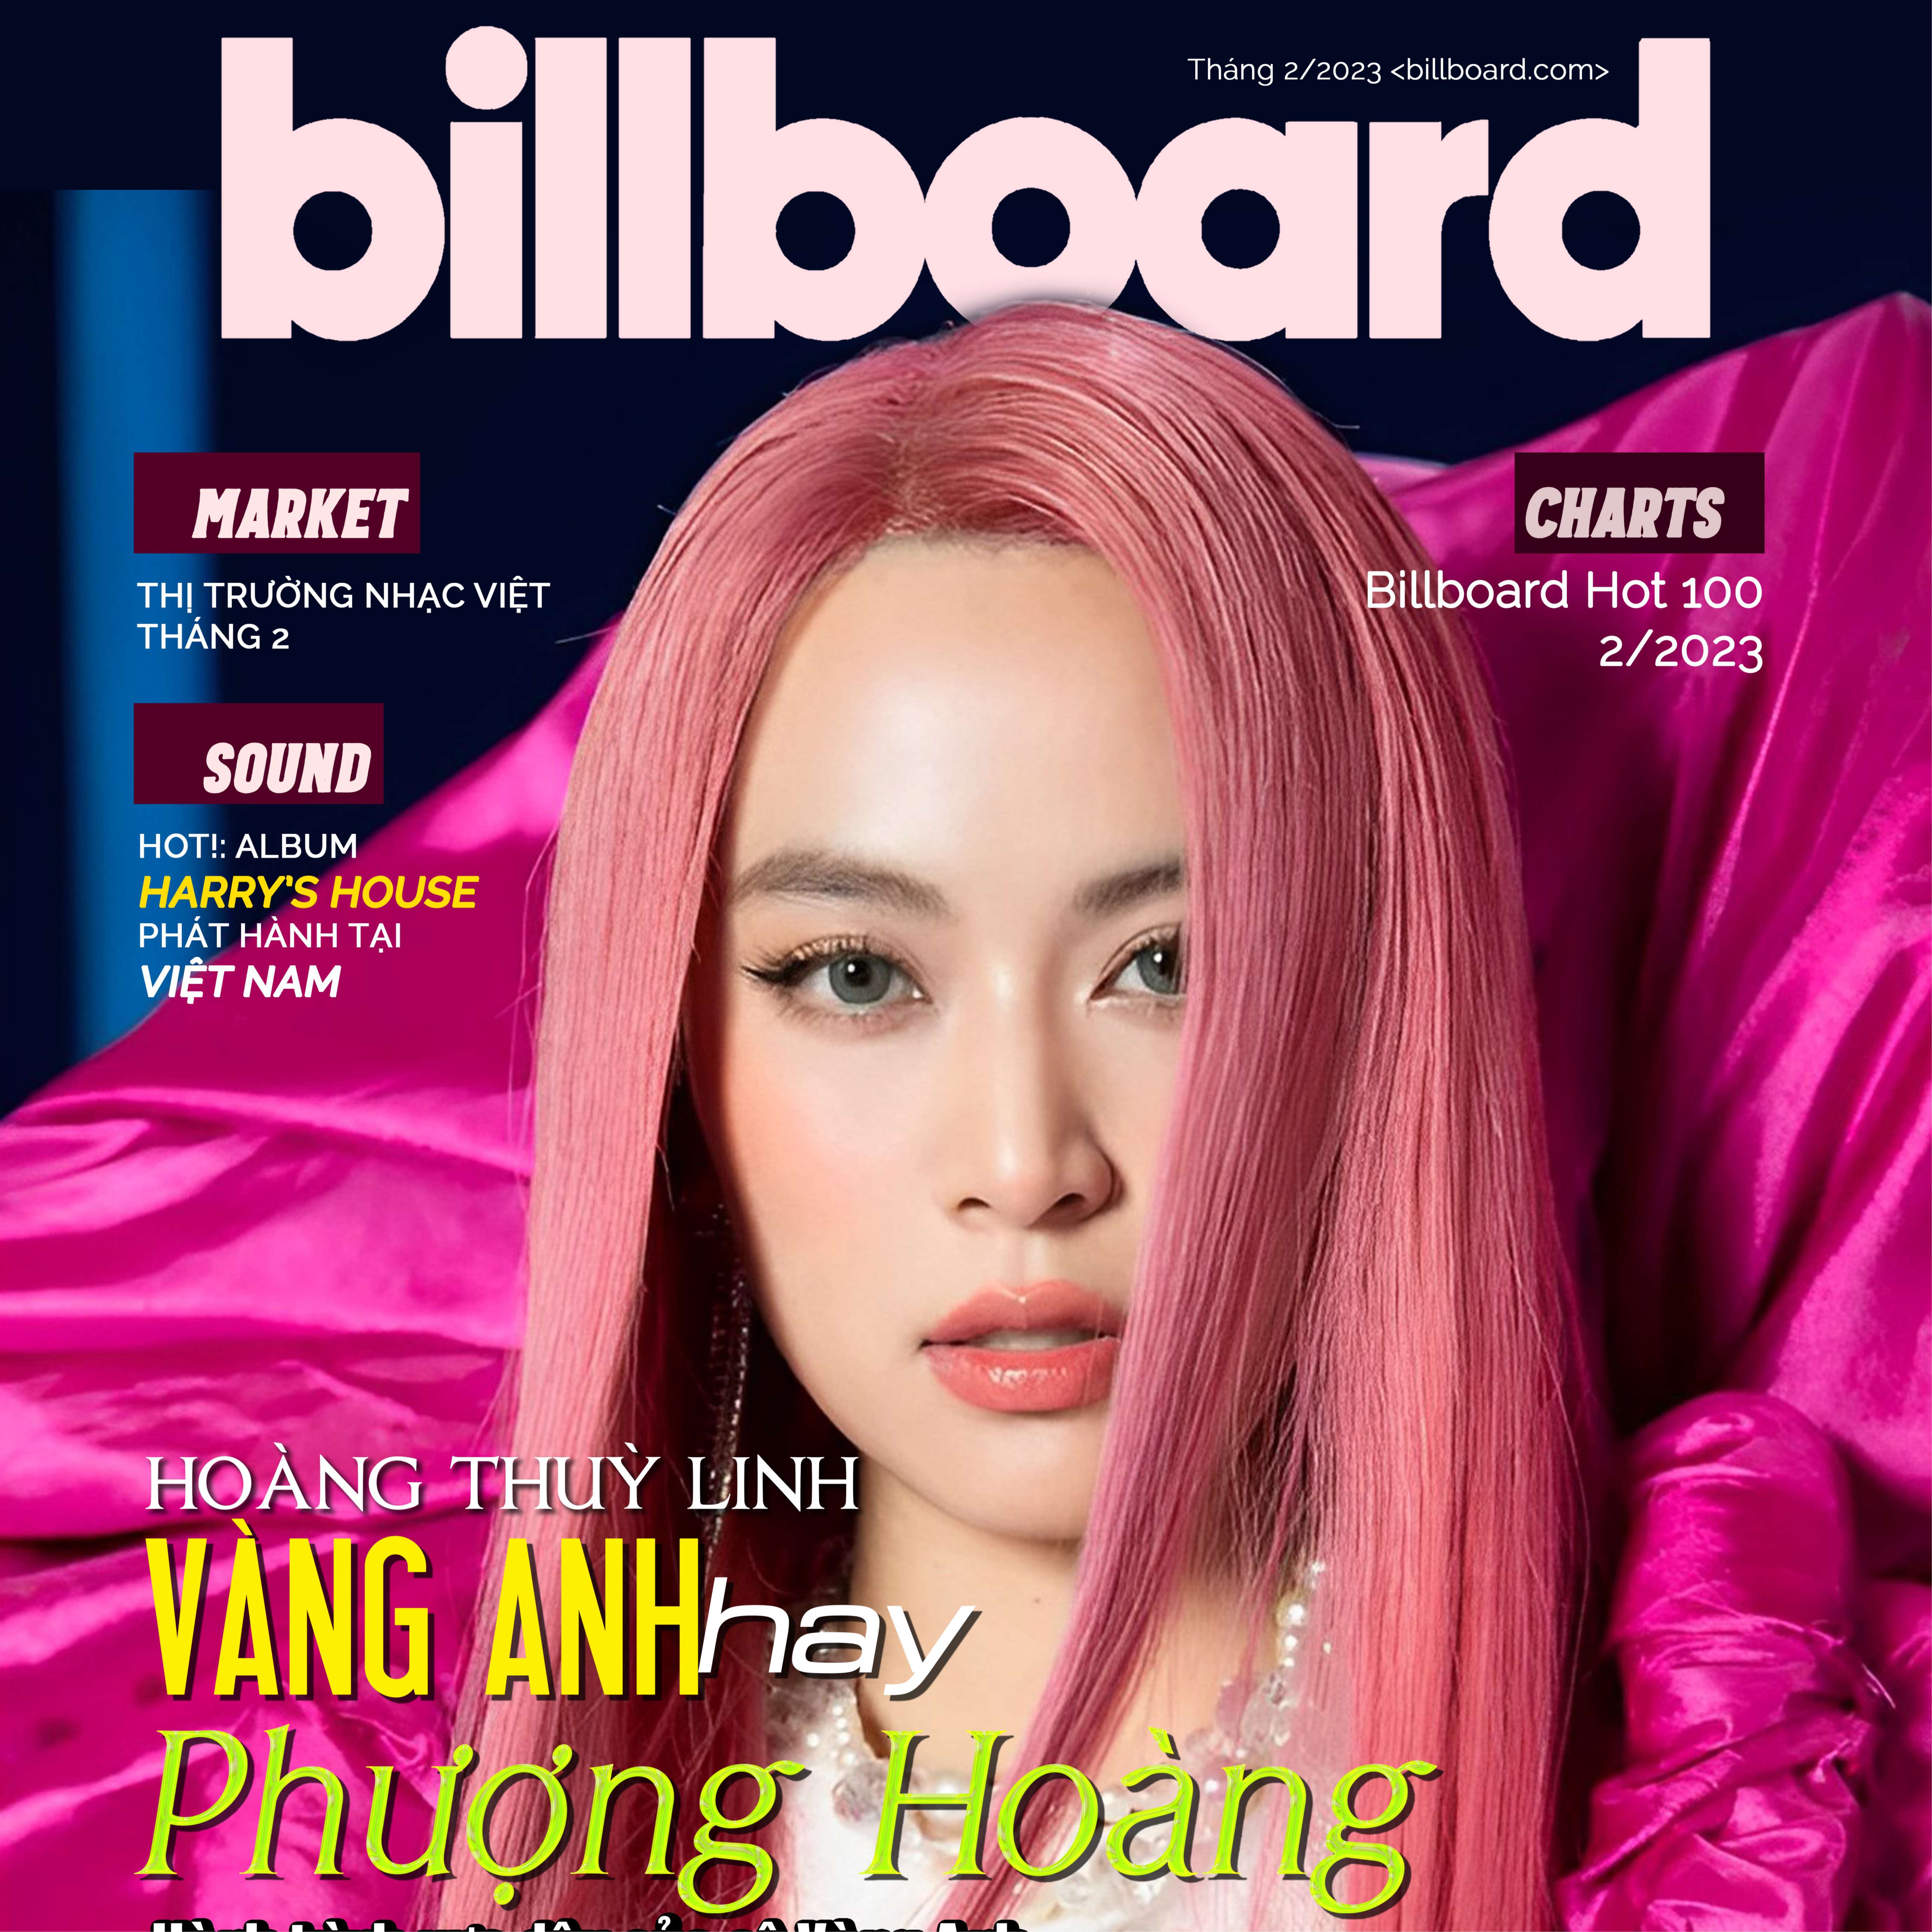 billboard
Tháng 2/2023 <billboard.com>
MARKET
THỊ TRƯỜNG NHẠC VIỆT
THÁNG 2
SOUND
HOT!: ALBUM
HARRY'S HOUSE
PHÁT HÀNH TẠI
VIỆT NAM
CHARTS
Billboard Hot 100
2/2023
HOÀNG THUỲ LINH
VÀNG ANH hay
Phượng Hoàng